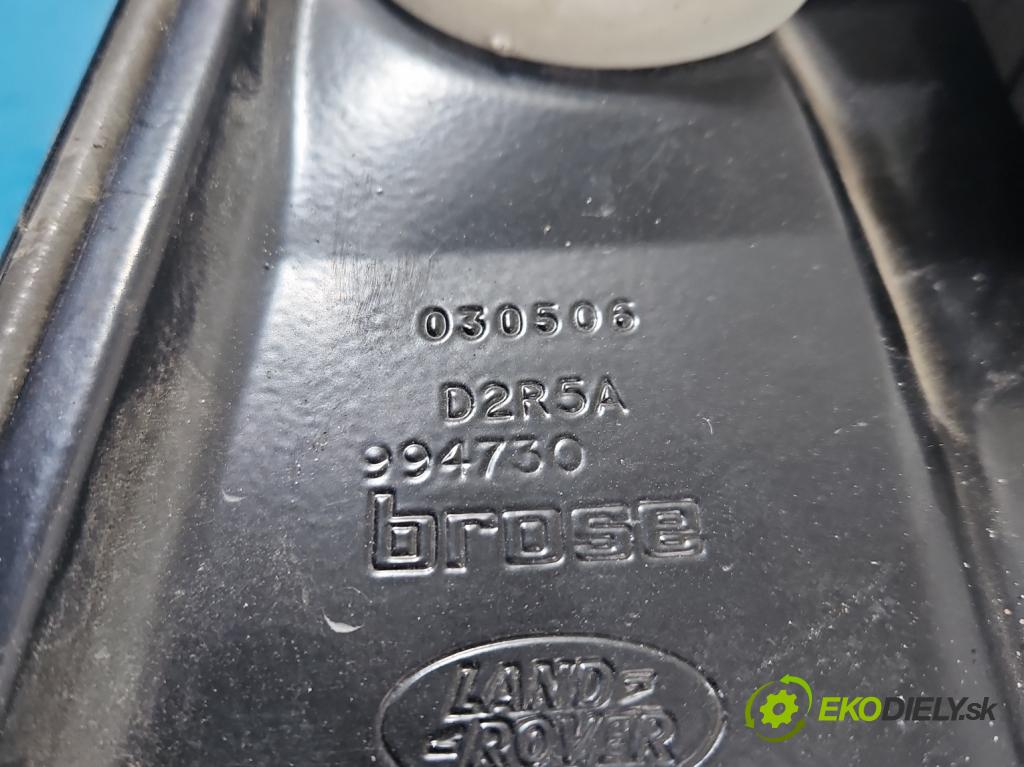 030506
D2R5A
994730
brose
LAND
ROVER
EKODIELY.sk